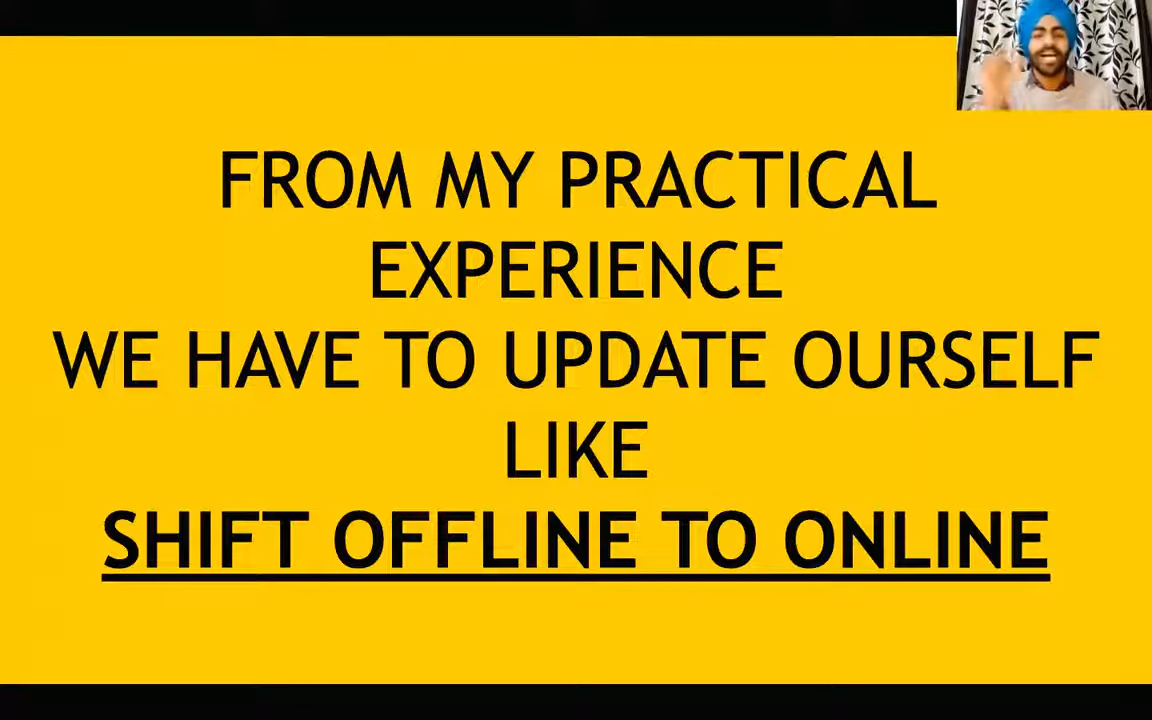 FROM MY PRACTICAL
EXPERIENCE
WE HAVE TO UPDATE OURSELF
LIKE
SHIFT OFFLINE TO ONLINE